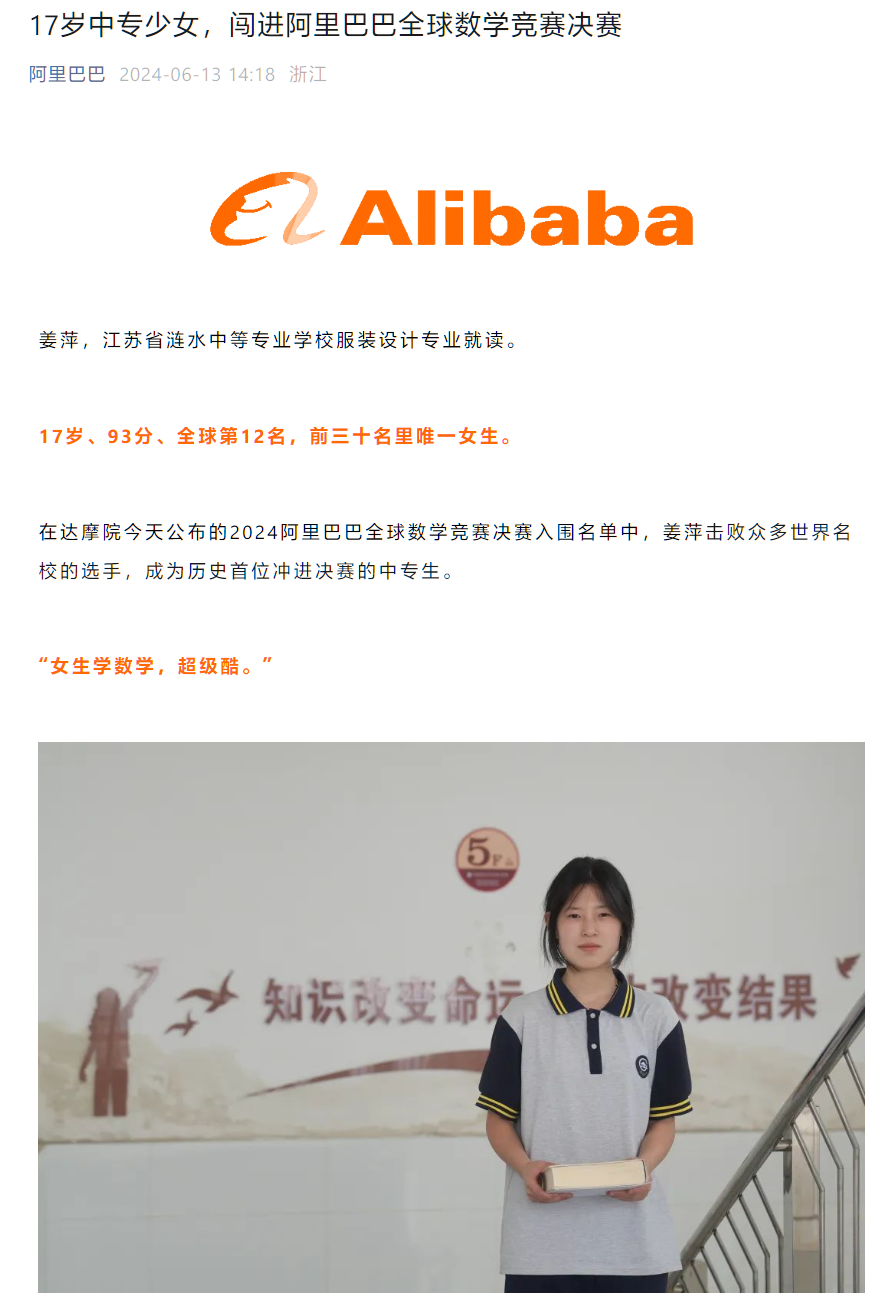 17岁中专少女，闯进阿里巴巴全球数学竞赛决赛
阿里巴巴 2024-06-13 14:18 浙江
Alibaba
姜萍，江苏省涟水中等专业学校服装设计专业就读。
17岁、93分、全球第12名，前三十名里唯一女生。
在达摩院今天公布的2024阿里巴巴全球数学竞赛决赛入围名单中，姜萍击败众多世界名
校的选手，成为历史首位冲进决赛的中专生。
“女生学数学，超级酷。”
5F
知识改变命运 改变结果